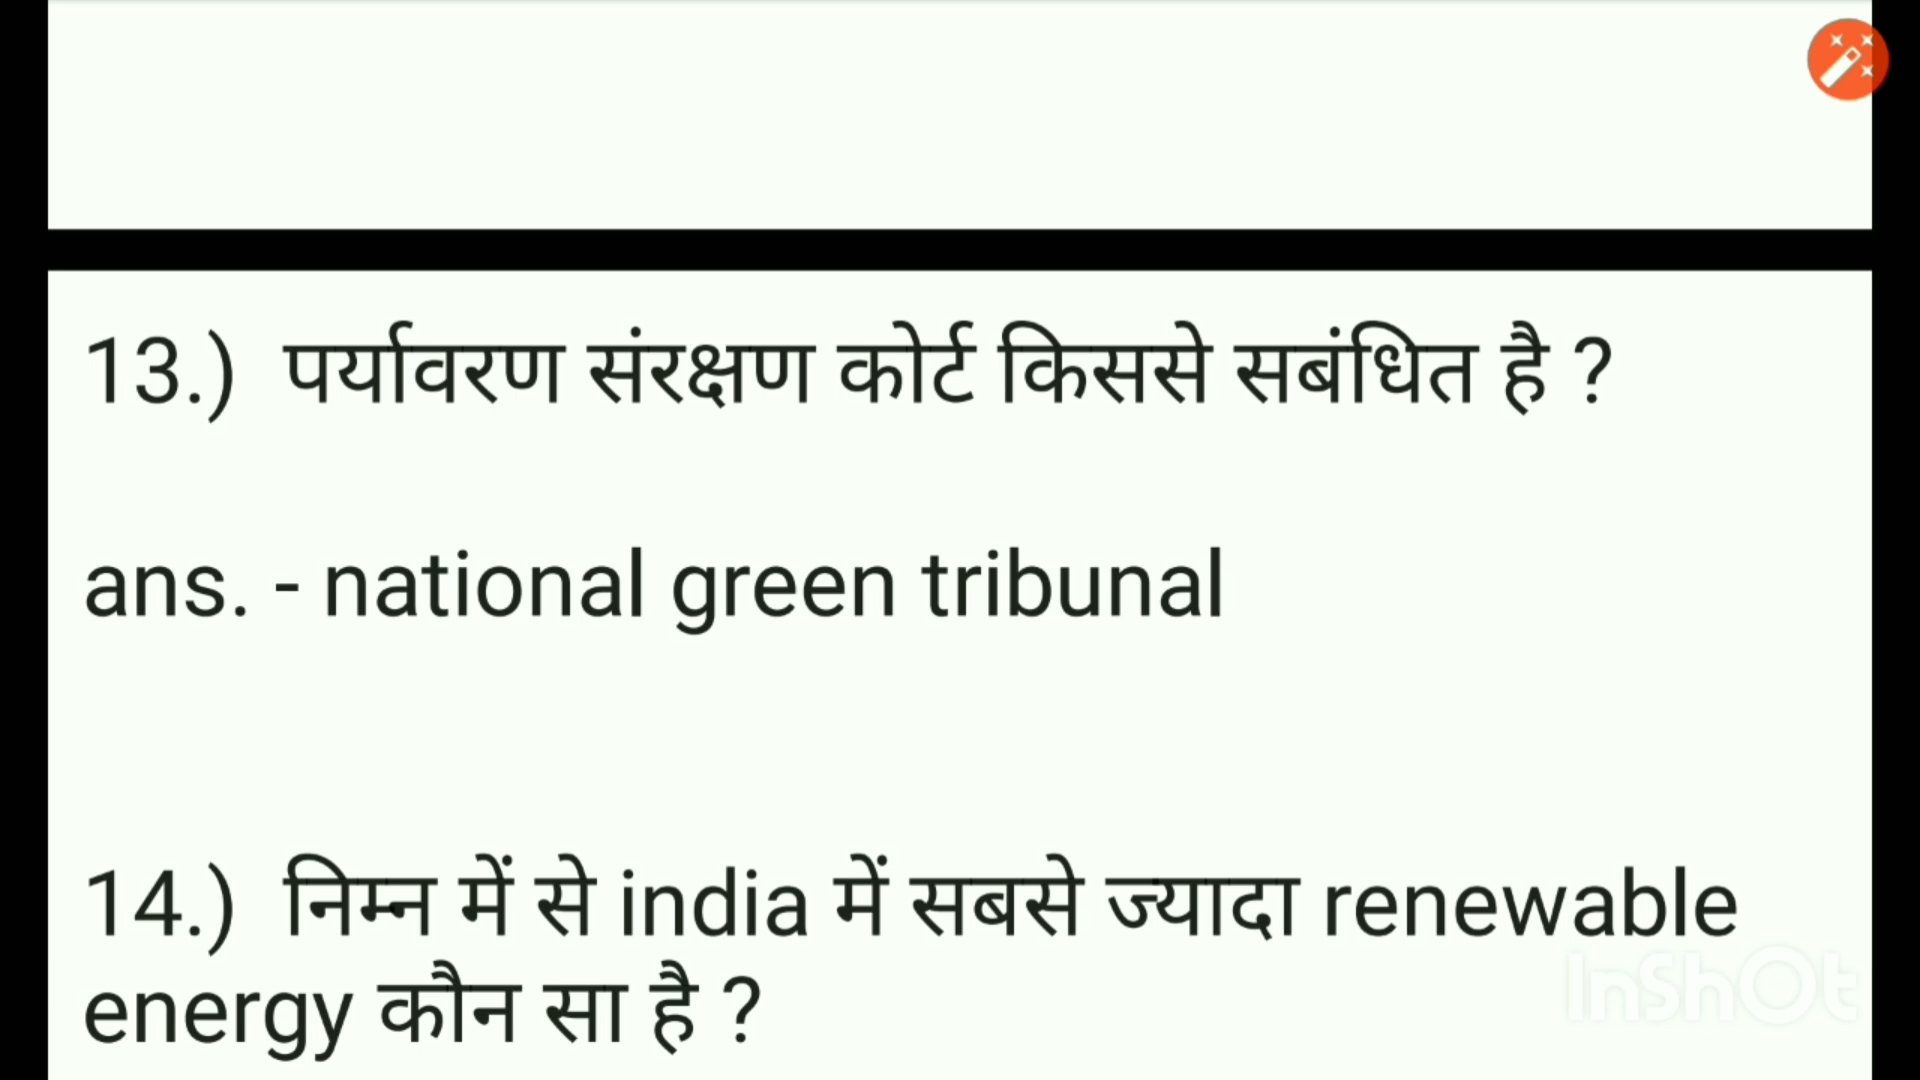 13.) पर्यावरण संरक्षण कोर्ट किससे सबंधित है ?
ans. - national green tribunal
14.) निम्न में से india में सबसे ज्यादा renewable
energy कौन सा है ?
InShOt